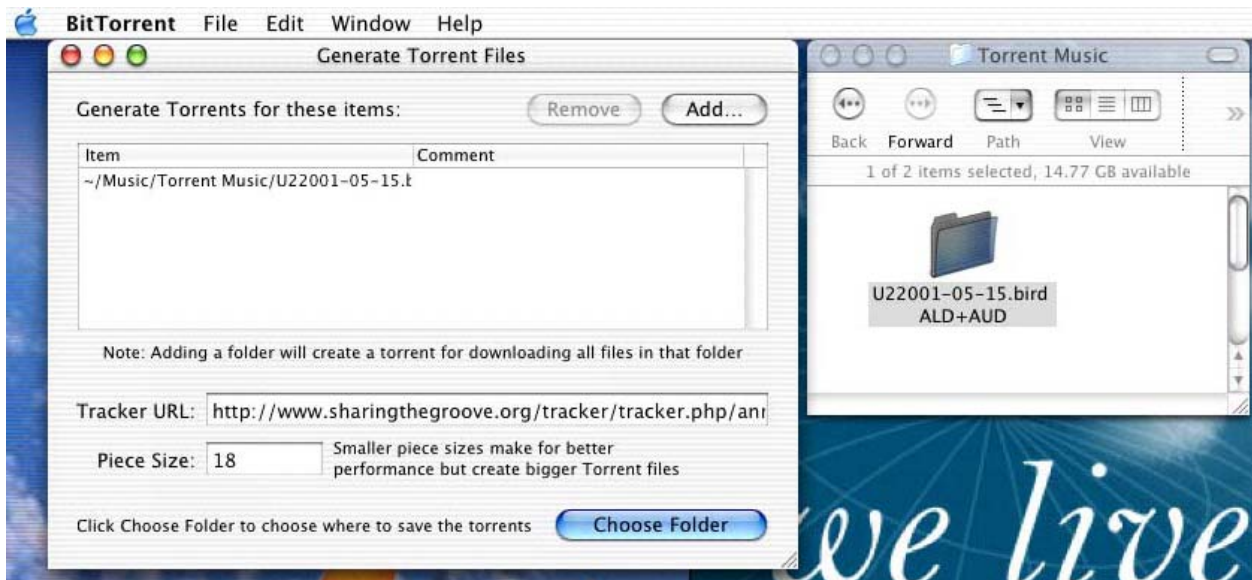 BitTorrent File Edit Window Help
Generate Torrent Files
Generate Torrents for these items:
Remove
Add...
Item Comment
~/Music/Torrent Music/U22001-05-15.b
Note: Adding a folder will create a torrent for downloading all files in that folder
Tracker URL: http://www.sharingthegroove.org/tracker/tracker.php/anr
Piece Size: 18
Smaller piece sizes make for better
performance but create bigger Torrent files
Click Choose Folder to choose where to save the torrents
Choose Folder
Torrent Music
Back Forward Path View
1 of 2 items selected, 14.77 GB available
U22001-05-15.bird
ALD+AUD
we live